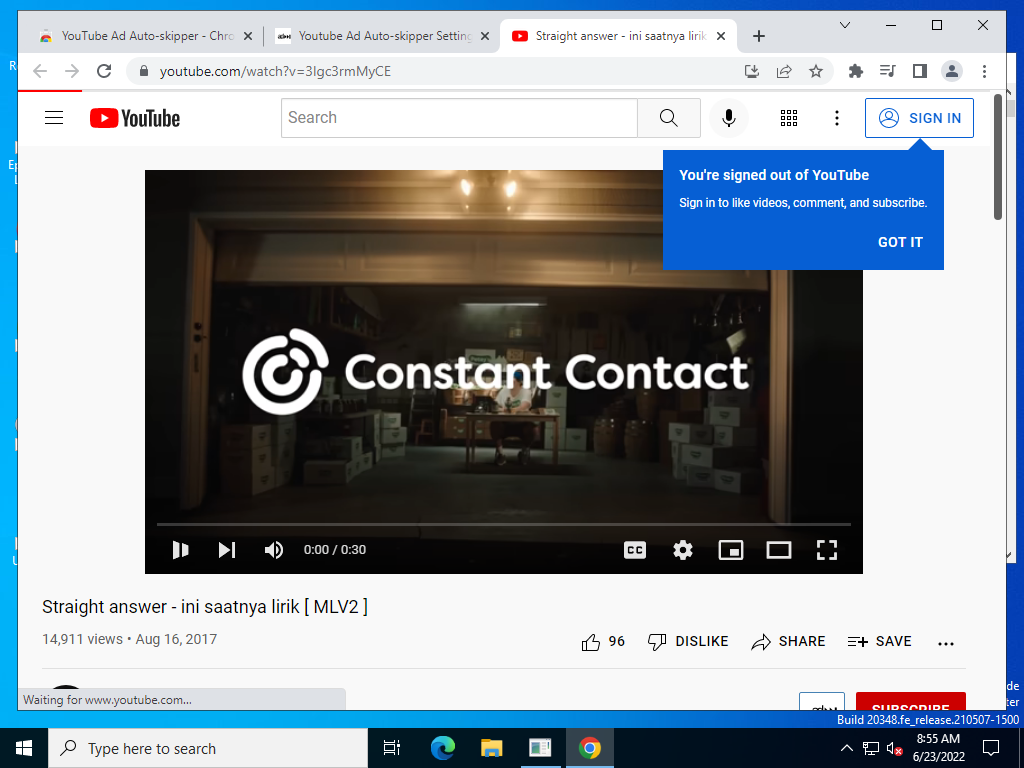 YouTube Ad Auto-skipper - Chro
Youtube Ad Auto-skipper Setting
Straight answer - ini saatnya lirik
youtube.com/watch?v=3Igc3rmMyCE
YouTube
Search
SIGN IN
You're signed out of YouTube
Sign in to like videos, comment, and subscribe.
GOT IT
Constant Contact
0:00 / 0:30
CC
Straight answer - ini saatnya lirik [ MLV2 ]
14,911 views • Aug 16, 2017
96
DISLIKE
SHARE
SAVE
Waiting for www.youtube.com...
SUBSCRIBE
Build 20348.fe_release.210507-1500
Type here to search
8:55 AM
6/23/2022